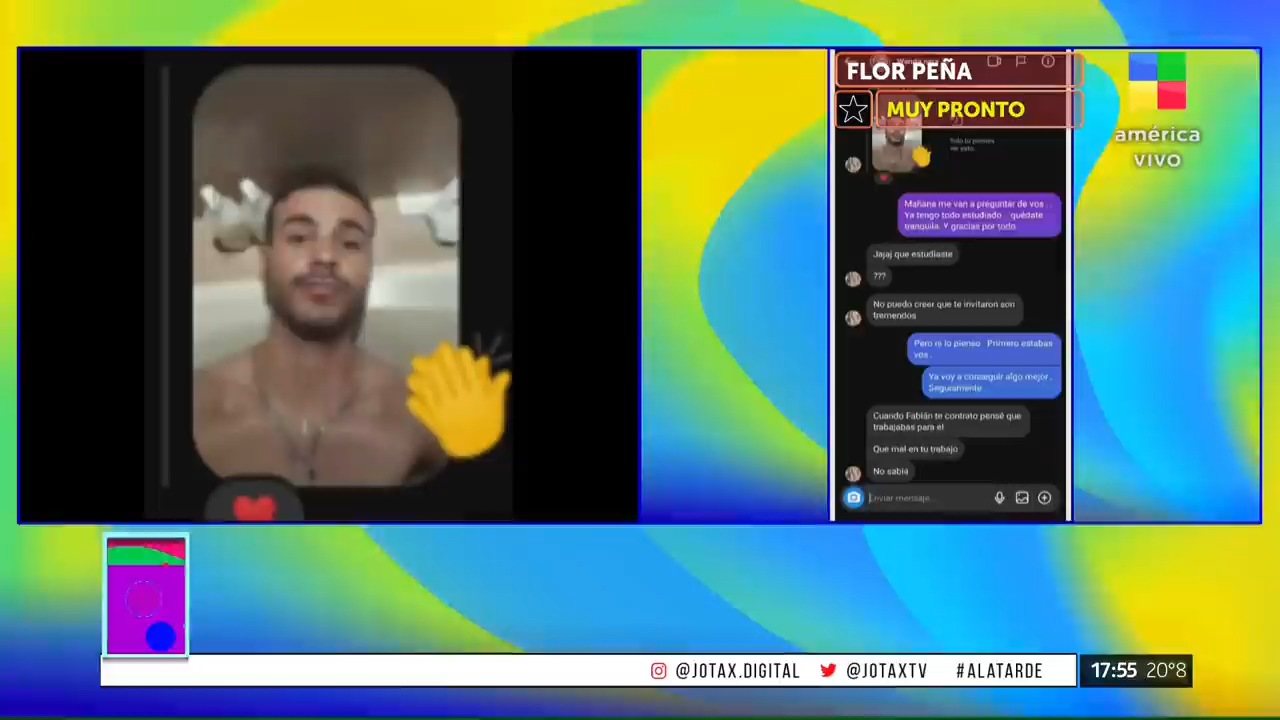 FLOR PEÑA
MUY PRONTO
américa
VIVO
Mañana me van a preguntar de vos .
Ya tengo todo estudiado quédate
tranquila. Y gracias por todo
Jajaj que estudiaste
???
No puedo creer que te invitaron son
tremendos
Pero ni lo pienso Primero estabas
vos .
Ya voy a conseguir algo mejor .
Seguramente
Cuando Fabián te contrato pensé que
trabajabas para el
Que mal en tu trabajo
No sabía
Enviar mensaje...
@JOTAX.DIGITAL
@JOTAXTV
#ALATARDE
17:55 20°8